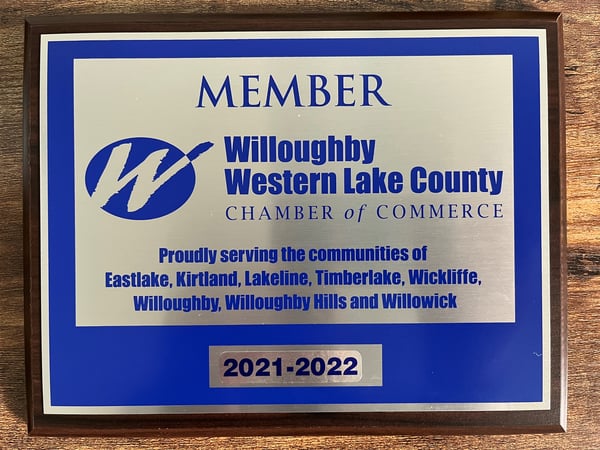 MEMBER
W
Willoughby
Western Lake County
CHAMBER of COMMERCE
Proudly serving the communities of
Eastlake, Kirtland, Lakeline, Timberlake, Wickliffe,
Willoughby, Willoughby Hills and Willowick
2021-2022